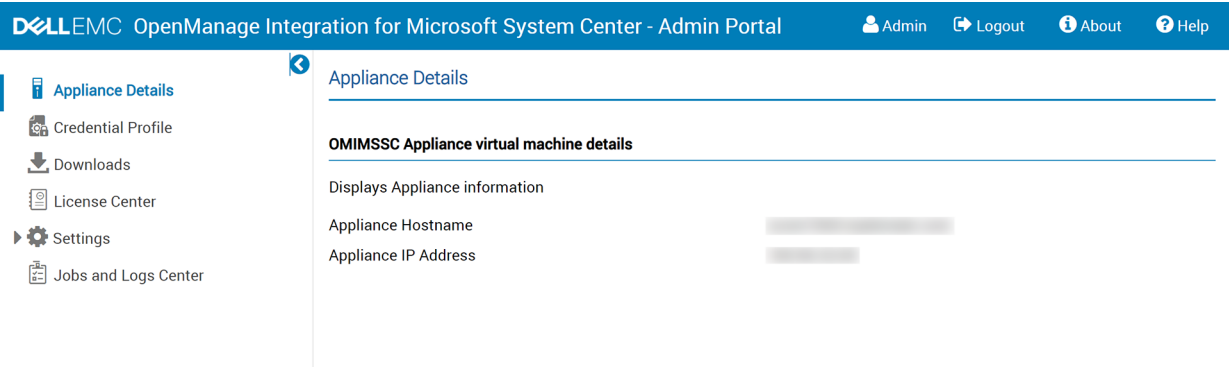 DELLEMC OpenManage Integration for Microsoft System Center - Admin Portal Admin Logout About Help
Appliance Details
Credential Profile
Downloads
License Center
Settings
Jobs and Logs Center
Appliance Details
OMIMSSC Appliance virtual machine details
Displays Appliance information
Appliance Hostname
Appliance IP Address